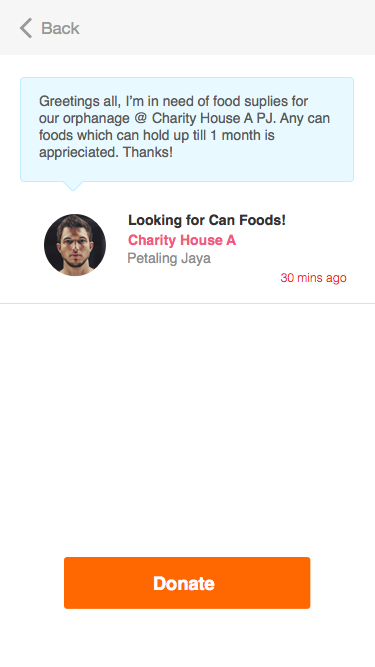 Back
Greetings all, I'm in need of food suplies for
our orphanage @ Charity House A PJ. Any can
foods which can hold up till 1 month is
apprieciated. Thanks!
Looking for Can Foods!
Charity House A
Petaling Jaya
30 mins ago
Donate